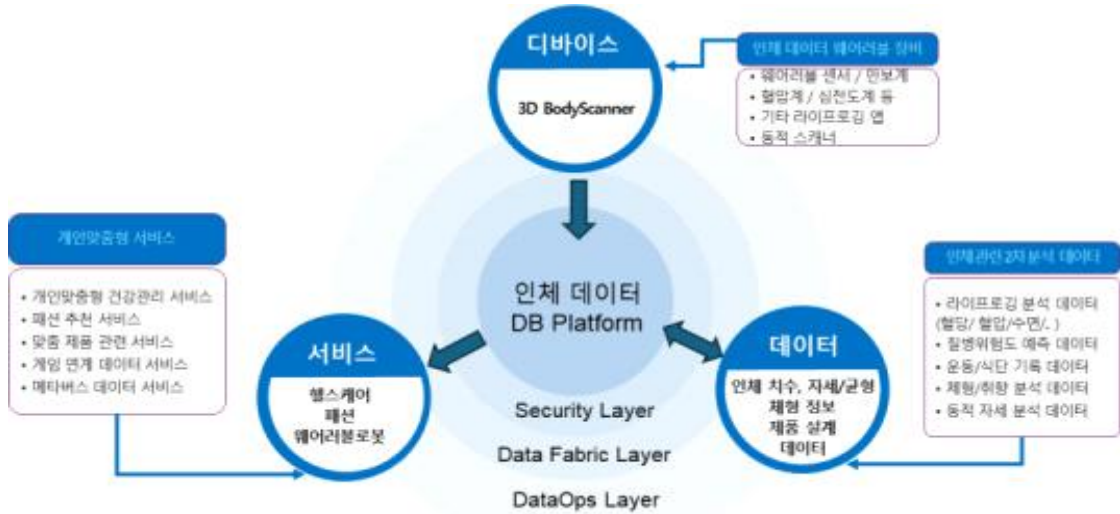 디바이스
3D BodyScanner
인체 데이터 웨어러블 장비
• 웨어러블 센서 / 만보계
• 혈압계 / 심전도계 등
• 기타 라이프로깅 앱
• 동적 스캐너
개인맞춤형 서비스
• 개인맞춤형 건강관리 서비스
• 패션 추천 서비스
• 맞춤 제품 관련 서비스
• 게임 연계 데이터 서비스
• 메타버스 데이터 서비스
인체 데이터
DB Platform
서비스
헬스케어
패션
웨어러블로봇
데이터
인체 치수, 자세/균형
체형 정보
제품 설계
데이터
인체관련 2차 분석 데이터
• 라이프로깅 분석 데이터
(혈당/ 혈압/수면/. )
• 질병위험도 예측 데이터
• 운동/식단 기록 데이터
• 체형/취향 분석 데이터
• 동적 자세 분석 데이터
Security Layer
Data Fabric Layer
DataOps Layer